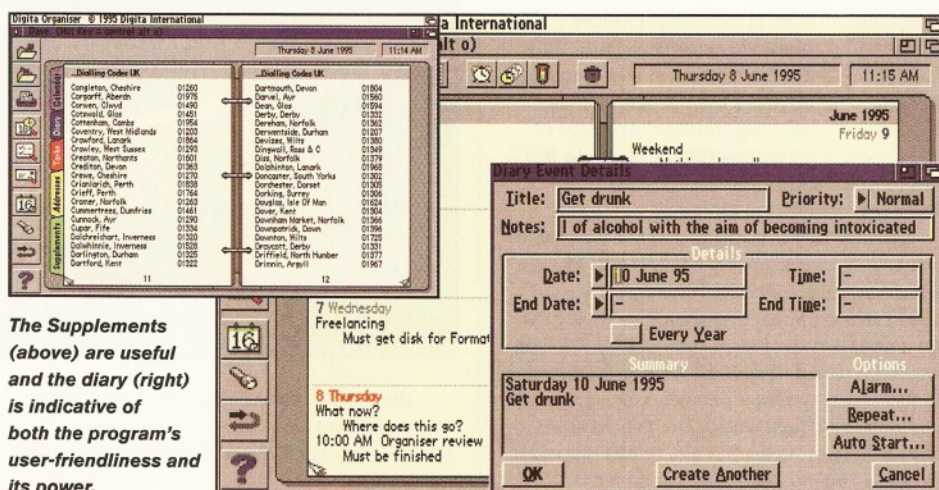 Digita Organiser © 1995 Digita International
Dave (Hot Key = control alt o)
Thursday 8 June 1995
11:14 AM
Calendar
Diary
Tasks
Addresses
Supplements
...Dialling Codes UK
Congleton, Cheshire 01260
Corgarff, Aberdn 01975
Corwen, Clwyd 01490
Cotswold, Glos 01451
Cottenham, Cambs 01954
Coventry, West Midlands 01203
Crawford, Lanark 01864
Crawley, West Sussex 01293
Creaton, Northants 01601
Crediton, Devon 01363
Crewe, Cheshire 01270
Crianlarich, Perth 01838
Crieff, Perth 01764
Cromer, Norfolk 01263
Cummertrees, Dumfries 01461
Cunnock, Ayr 01290
Cupar, Fife 01334
Dalchreichart, Inverness 01320
Dalwhinnie, Inverness 01528
Darlington, Durham 01325
Dartford, Kent 01322
11
...Dialling Codes UK
Dartmouth, Devon 01804
Darvel, Ayr 01560
Dean, Glos 01594
Derby, Derby 01332
Dereham, Norfolk 01362
Derwentside, Durham 01207
Devizes, Wilts 01380
Dingwall, Ross & C 01349
Diss, Norfolk 01379
Dolphinton, Lanark 01968
Doncaster, South Yorks 01302
Dorchester, Dorset 01305
Dorking, Surrey 01306
Douglas, Isle Of Man 01624
Dover, Kent 01304
Downham Market, Norfolk 01366
Downpatrick, Down 01396
Downton, Wilts 01725
Draycott, Derby 01331
Driffield, North Humber 01377
Drimnin, Argyll 01967
12
16
?
a International
alt o)
Thursday 8 June 1995
11:15 AM
June 1995
Friday 9
Weekend
7 Wednesday
Freelancing
Must get disk for Format
8 Thursday
What now?
Where does this go?
10:00 AM Organiser review
Must be finished
16
?
Diary Event Details
Title: Get drunk
Priority: Normal
Notes: l of alcohol with the aim of becoming intoxicated
Details
Date: 10 June 95
Time: -
End Date: -
End Time: -
Every Year
Summary
Saturday 10 June 1995
Get drunk
Options
Alarm...
Repeat...
Auto Start...
OK
Create Another
Cancel
The Supplements
(above) are useful
and the diary (right)
is indicative of
both the program's
user-friendliness and
its power.